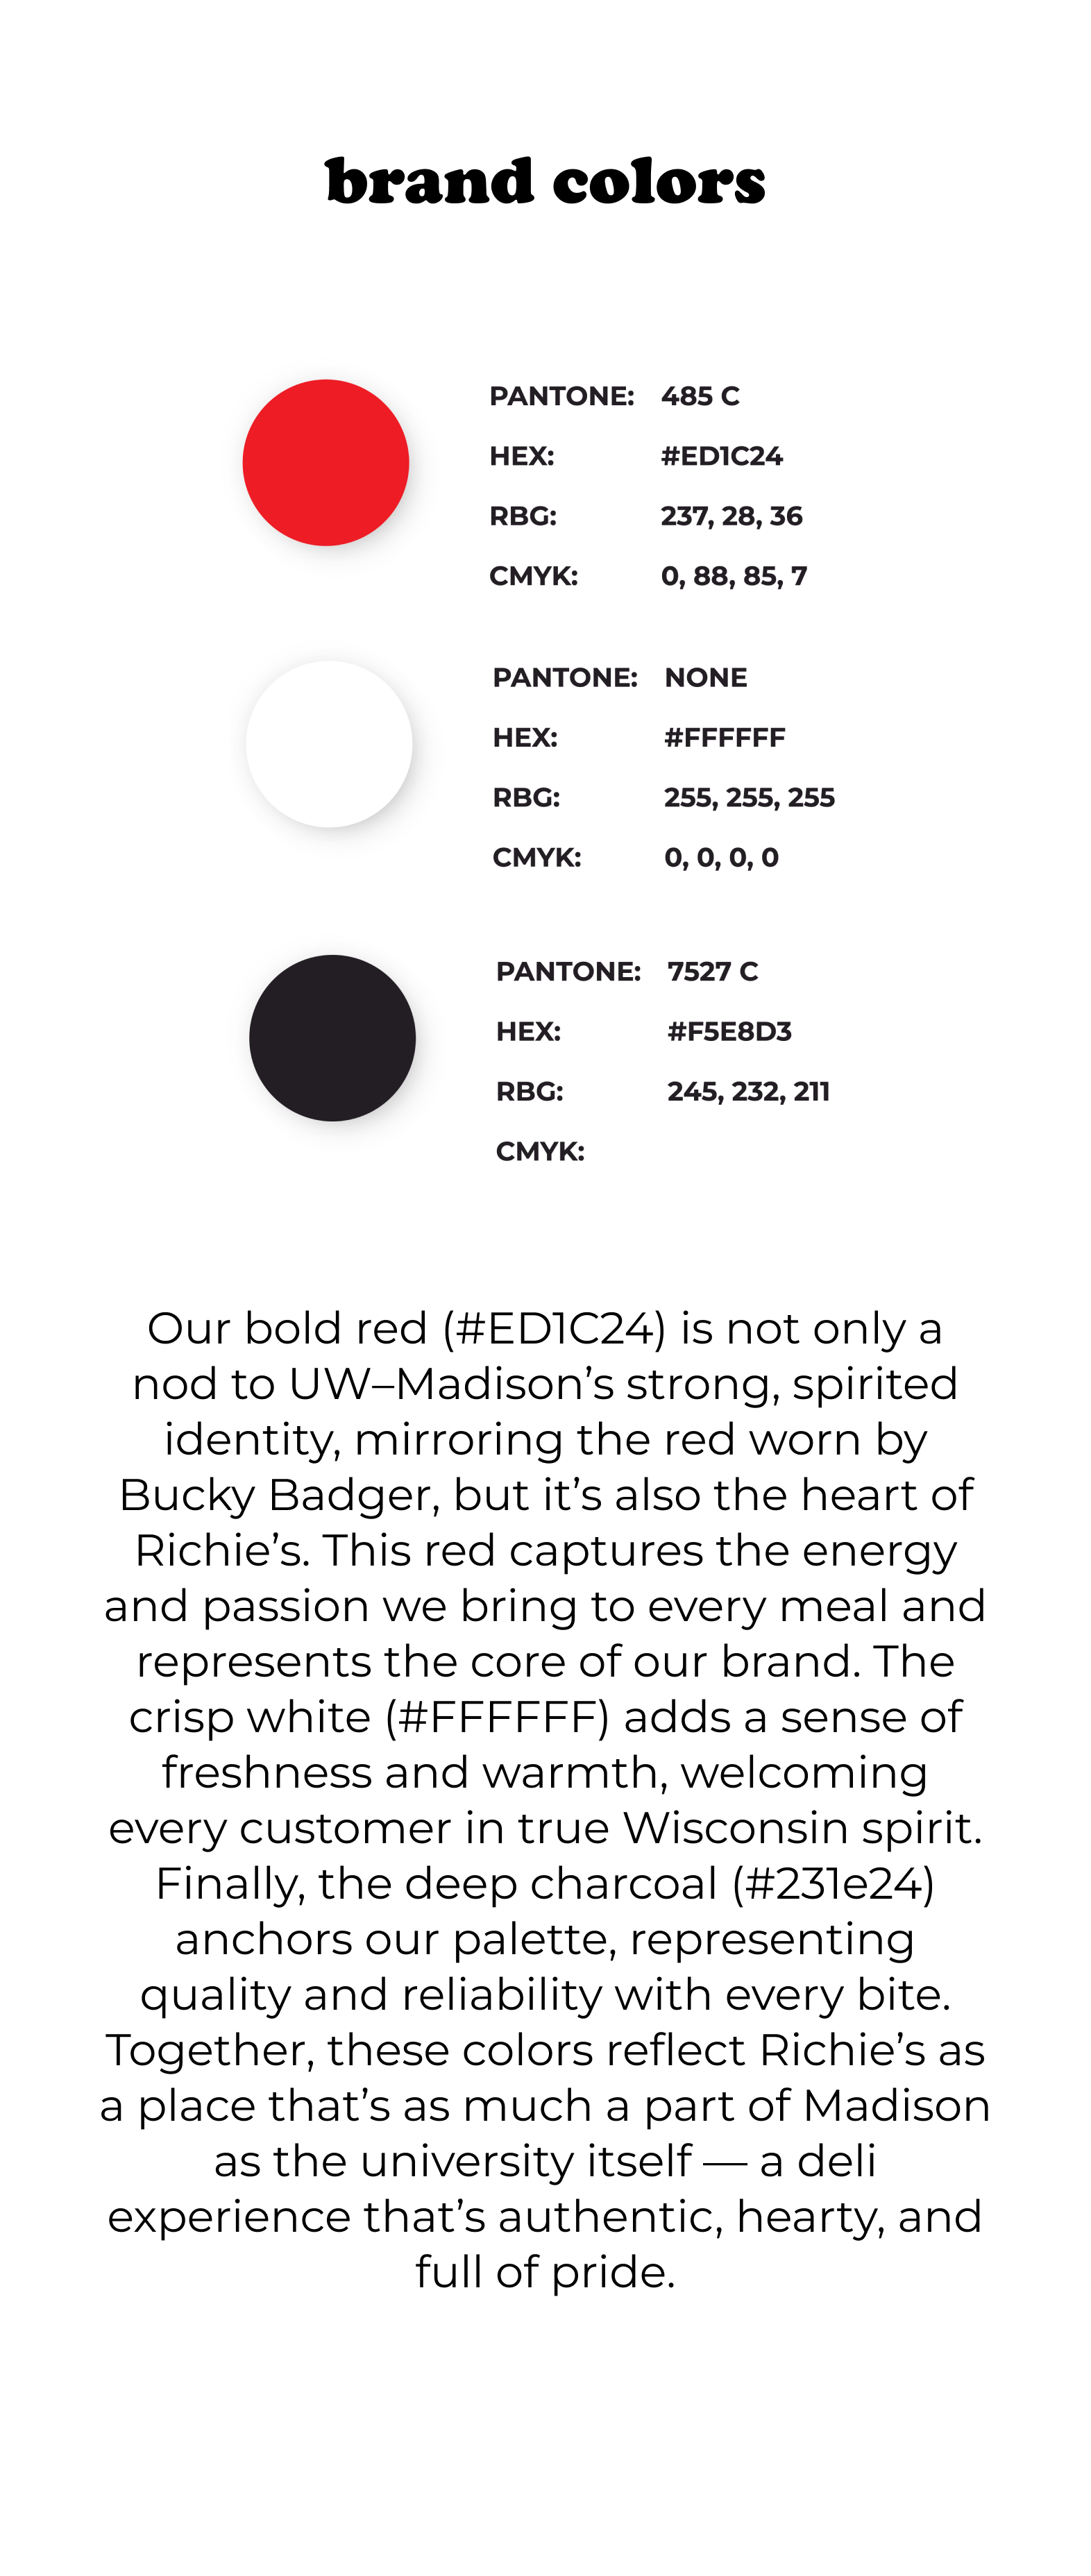 brand colors
PANTONE: 485 C
HEX: #ED1C24
RBG: 237, 28, 36
CMYK: 0, 88, 85, 7
PANTONE: NONE
HEX: #FFFFFF
RBG: 255, 255, 255
CMYK: 0, 0, 0, 0
PANTONE: 7527 C
HEX: #F5E8D3
RBG: 245, 232, 211
CMYK:
Our bold red (#ED1C24) is not only a
nod to UW–Madison’s strong, spirited
identity, mirroring the red worn by
Bucky Badger, but it’s also the heart of
Richie’s. This red captures the energy
and passion we bring to every meal and
represents the core of our brand. The
crisp white (#FFFFFF) adds a sense of
freshness and warmth, welcoming
every customer in true Wisconsin spirit.
Finally, the deep charcoal (#231e24)
anchors our palette, representing
quality and reliability with every bite.
Together, these colors reflect Richie’s as
a place that’s as much a part of Madison
as the university itself — a deli
experience that’s authentic, hearty, and
full of pride.